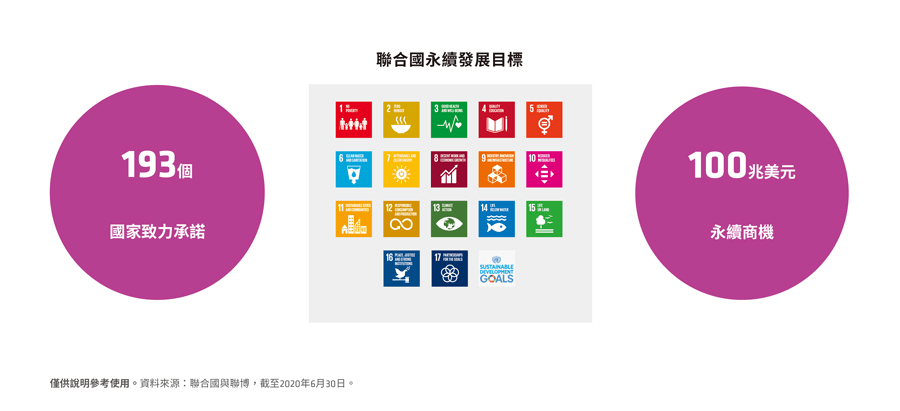 聯合國永續發展目標
193個
國家致力承諾
1 NO POVERTY
2 ZERO HUNGER
3 GOOD HEALTH AND WELL-BEING
4 QUALITY EDUCATION
5 GENDER EQUALITY
6 CLEAN WATER AND SANITATION
7 AFFORDABLE AND CLEAN ENERGY
8 DECENT WORK AND ECONOMIC GROWTH
9 INDUSTRY, INNOVATION AND INFRASTRUCTURE
10 REDUCED INEQUALITIES
11 SUSTAINABLE CITIES AND COMMUNITIES
12 RESPONSIBLE CONSUMPTION AND PRODUCTION
13 CLIMATE ACTION
14 LIFE BELOW WATER
15 LIFE ON LAND
16 PEACE, JUSTICE AND STRONG INSTITUTIONS
17 PARTNERSHIPS FOR THE GOALS
SUSTAINABLE
DEVELOPMENT
GOALS
100兆美元
永續商機
僅供說明參考使用。資料來源：聯合國與聯博，截至2020年6月30日。